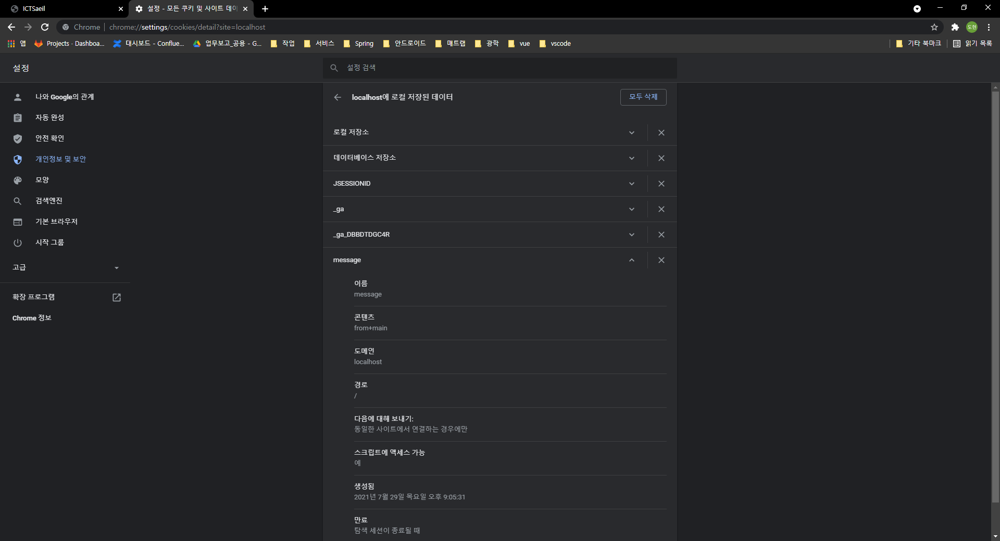 ICTSaeil
설정 - 모든 쿠키 및 사이트 데이
Chrome
chrome://settings/cookies/detail?site=localhost
도현
앱
Projects · Dashboa...
대시보드 - Conflue...
업무보고_공용 - G...
작업
서비스
Spring
안드로이드
매트랩
광학
vue
vscode
기타 북마크
읽기 목록
설정
설정 검색
나와 Google의 관계
자동 완성
안전 확인
개인정보 및 보안
모양
검색엔진
기본 브라우저
시작 그룹
고급
확장 프로그램
Chrome 정보
localhost에 로컬 저장된 데이터
모두 삭제
로컬 저장소
데이터베이스 저장소
JSESSIONID
_ga
_ga_DBBDTDGC4R
message
이름
message
콘텐츠
from+main
도메인
localhost
경로
/
다음에 대해 보내기:
동일한 사이트에서 연결하는 경우에만
스크립트에 액세스 가능
예
생성됨
2021년 7월 29일 목요일 오후 9:05:31
만료
탐색 세션이 종료될 때